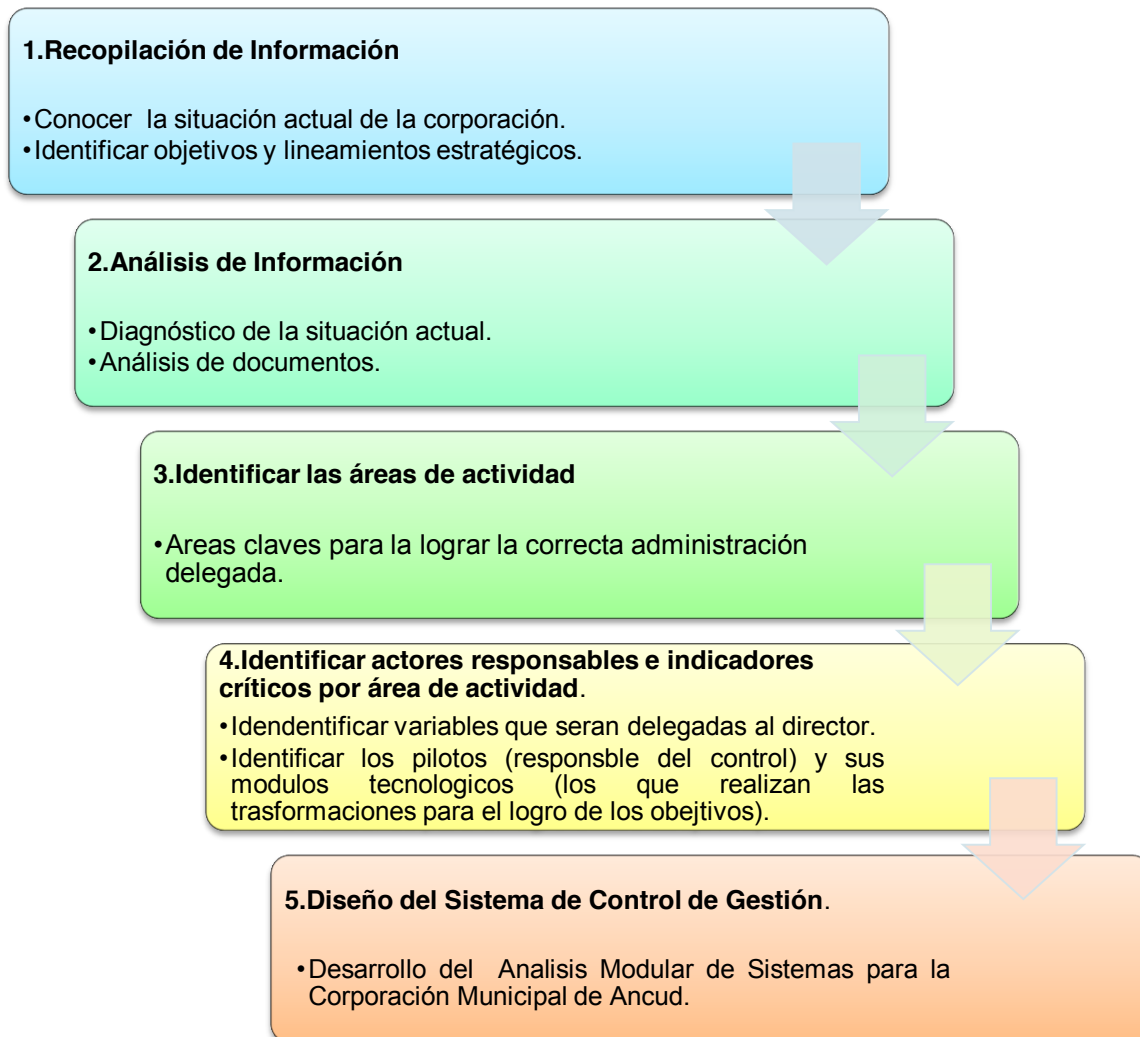 1.Recopilación de Información
•Conocer la situación actual de la corporación.
•Identificar objetivos y lineamientos estratégicos.
2.Análisis de Información
•Diagnóstico de la situación actual.
•Análisis de documentos.
3.Identificar las áreas de actividad
•Areas claves para la lograr la correcta administración
delegada.
4.Identificar actores responsables e indicadores
críticos por área de actividad.
•Idendentificar variables que seran delegadas al director.
•Identificar los pilotos (responsble del control) y sus
modulos tecnologicos (los que realizan las
trasformaciones para el logro de los obejtivos).
5.Diseño del Sistema de Control de Gestión.
•Desarrollo del Analisis Modular de Sistemas para la
Corporación Municipal de Ancud.